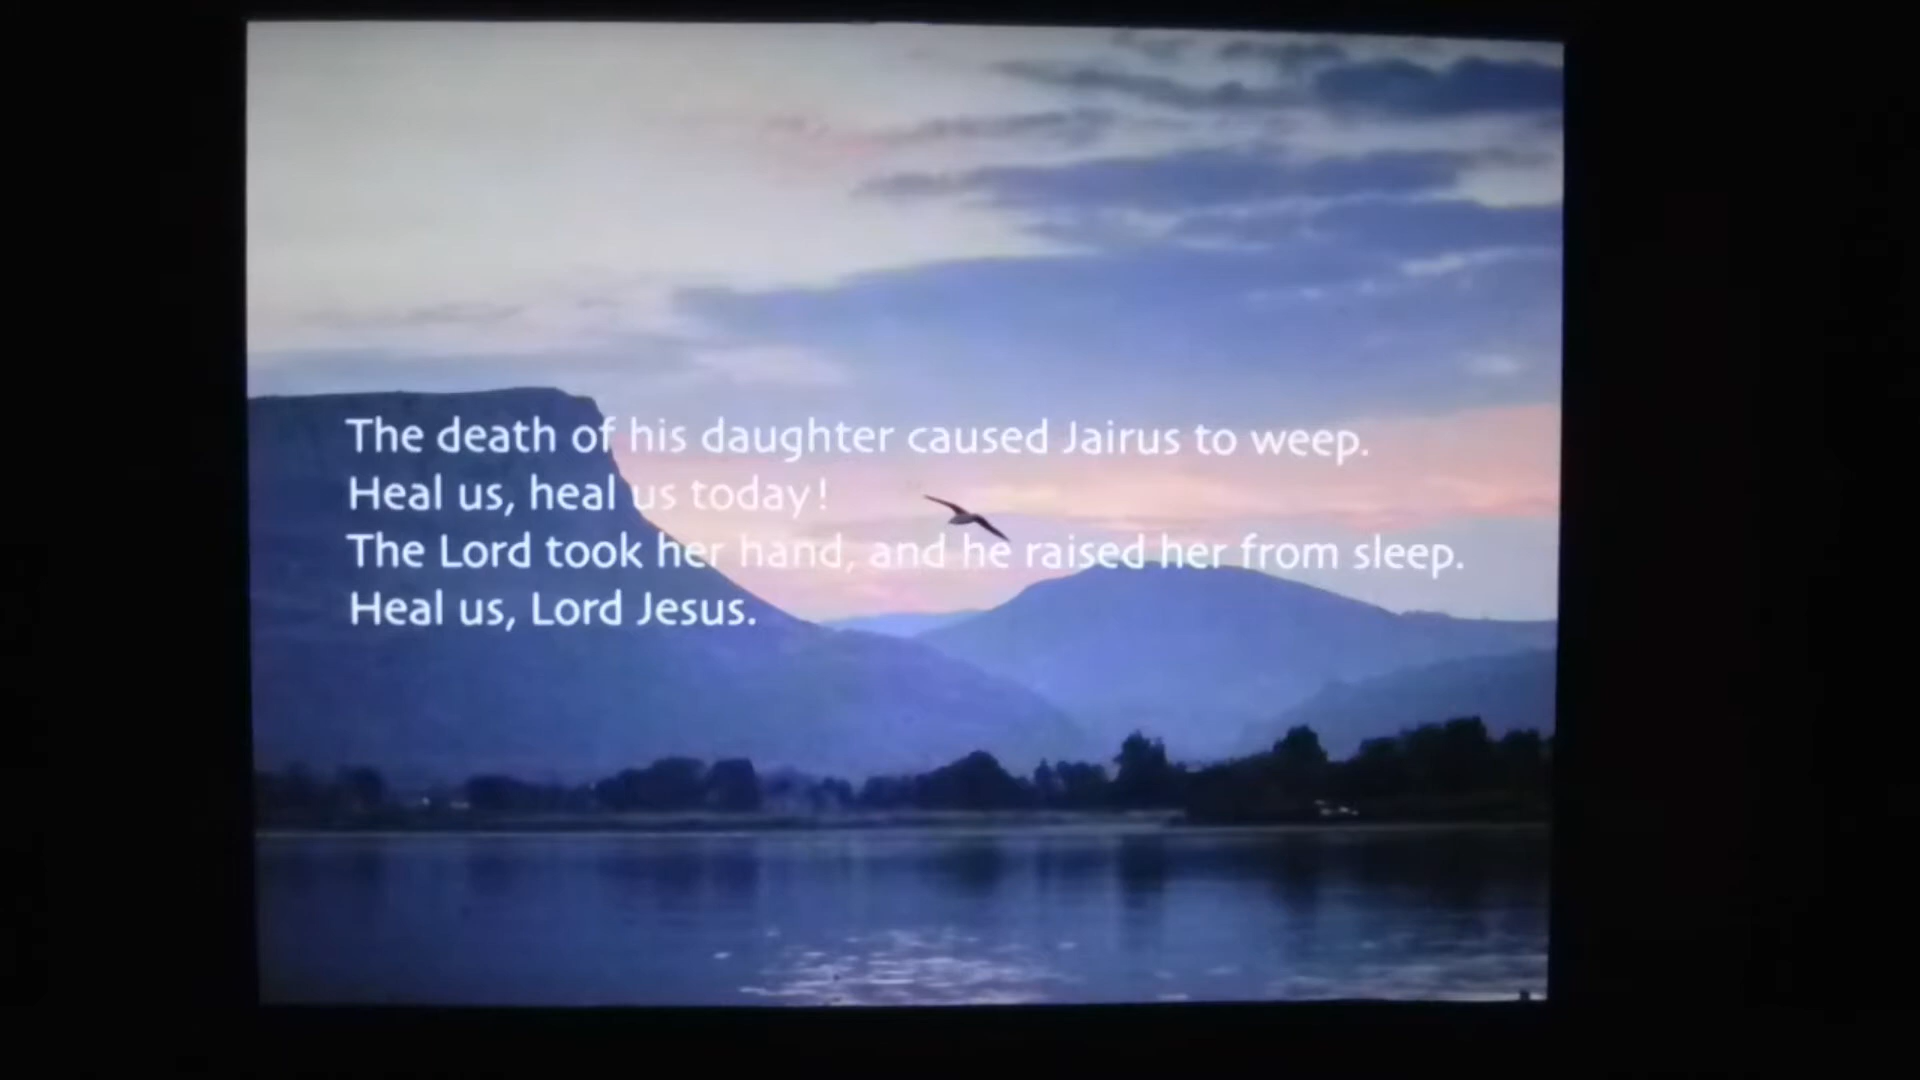 The death of his daughter caused Jairus to weep.
Heal us, heal us today!
The Lord took her hand, and he raised her from sleep.
Heal us, Lord Jesus.